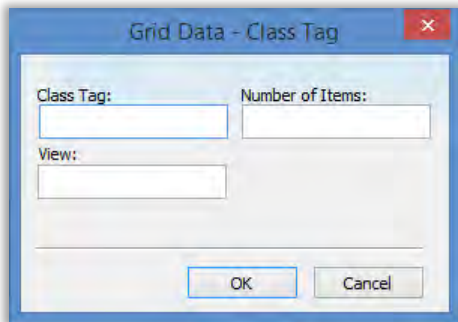 Grid Data - Class Tag
Class Tag: Number of Items:
View:
OK Cancel